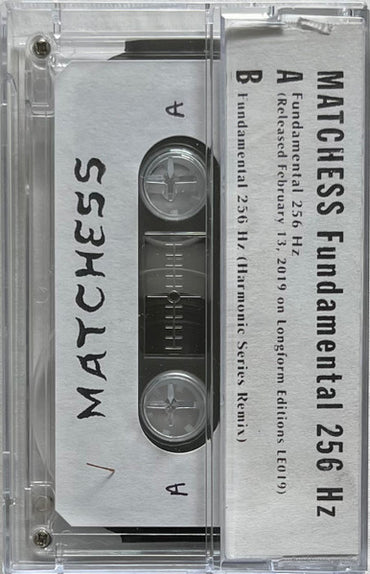 MATCHESS Fundamental 256 Hz
A Fundamental 256 Hz
(Released February 13, 2019 on Longform Editions LE019)
B Fundamental 256 Hz (Harmonic Series Remix)
A
MATCHESS
A